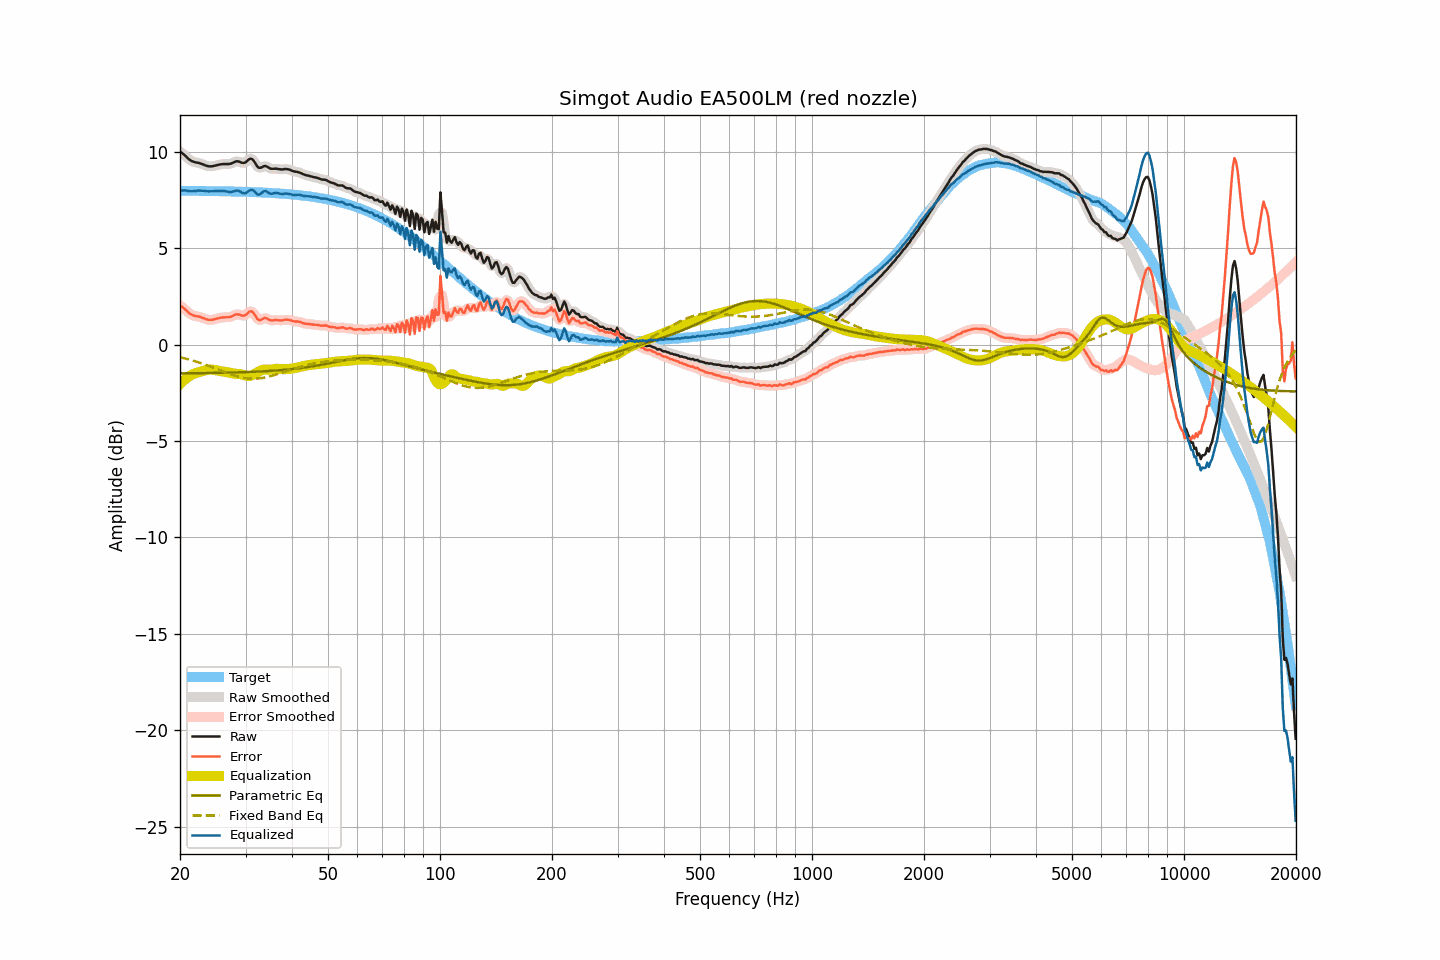 Simgot Audio EA500LM (red nozzle)
Amplitude (dBr)
10
5
0
−5
−10
−15
−20
−25
Target
Raw Smoothed
Error Smoothed
Raw
Error
Equalization
Parametric Eq
Fixed Band Eq
Equalized
20 50 100 200 500 1000 2000 5000 10000 20000
Frequency (Hz)